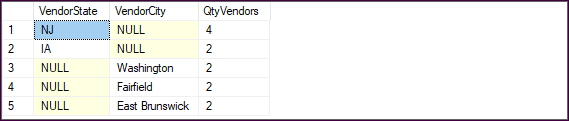 VendorState VendorCity QtyVendors
1 NJ NULL 4
2 IA NULL 2
3 NULL Washington 2
4 NULL Fairfield 2
5 NULL East Brunswick 2